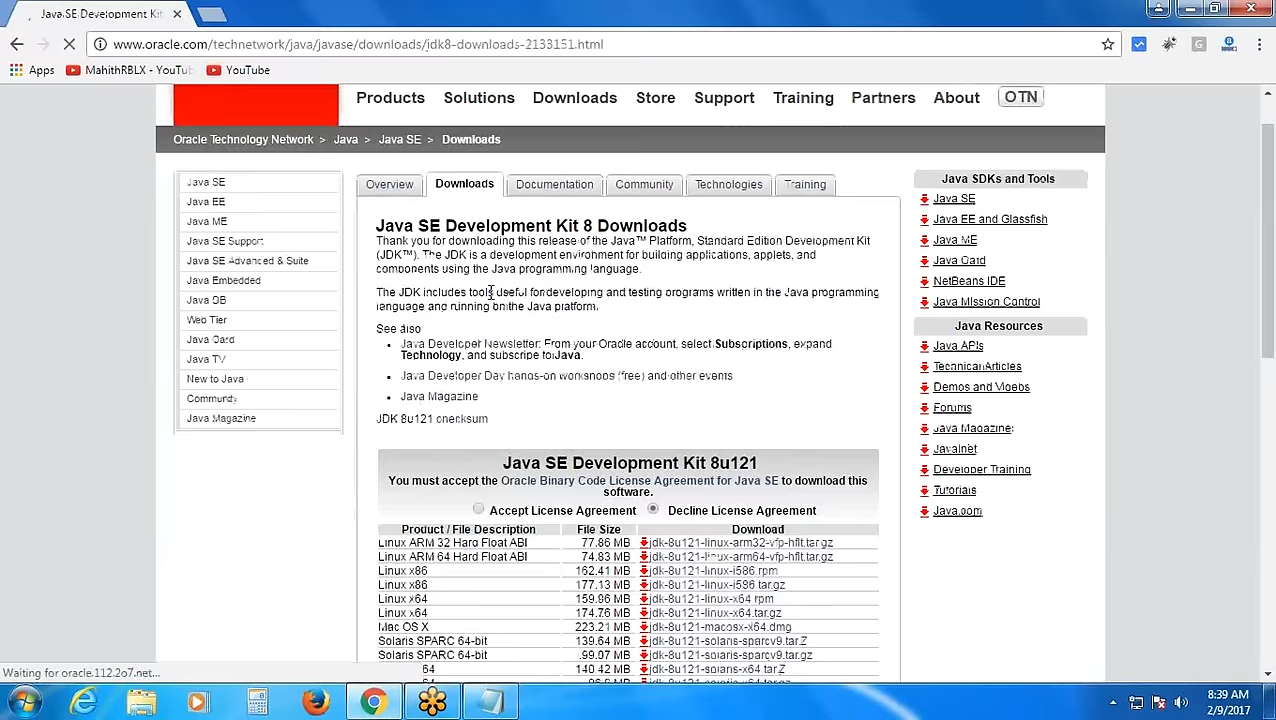 Java SE Development Kit
www.oracle.com/technetwork/java/javase/downloads/jdk8-downloads-2133151.html
Apps
MahithRBLX - YouTub
YouTube
Products Solutions Downloads Store Support Training Partners About OTN
Oracle Technology Network > Java > Java SE > Downloads
Java SE
Java EE
Java ME
Java SE Support
Java SE Advanced & Suite
Java Embedded
Java DB
Web Tier
Java Card
Java TV
New to Java
Community
Java Magazine
Overview Downloads Documentation Community Technologies Training
Java SE Development Kit 8 Downloads
Thank you for downloading this release of the Java™ Platform, Standard Edition Development Kit
(JDK™). The JDK is a development environment for building applications, applets, and
components using the Java programming language.
The JDK includes tools useful for developing and testing programs written in the Java programming
language and running on the Java platform.
See also
Java Developer Newsletter: From your Oracle account, select Subscriptions, expand
Technology, and subscribe to Java.
Java Developer Day hands-on workshops (free) and other events
Java Magazine
JDK 8u121 checksum
Java SE Development Kit 8u121
You must accept the Oracle Binary Code License Agreement for Java SE to download this
software.
Accept License Agreement Decline License Agreement
Product / File Description File Size Download
Linux ARM 32 Hard Float ABI 77.86 MB jdk-8u121-linux-arm32-vfp-hflt.tar.gz
Linux ARM 64 Hard Float ABI 74.83 MB jdk-8u121-linux-arm64-vfp-hflt.tar.gz
Linux x86 162.41 MB jdk-8u121-linux-i586.rpm
Linux x86 177.13 MB jdk-8u121-linux-i586.tar.gz
Linux x64 159.96 MB jdk-8u121-linux-x64.rpm
Linux x64 174.76 MB jdk-8u121-linux-x64.tar.gz
Mac OS X 223.21 MB jdk-8u121-macosx-x64.dmg
Solaris SPARC 64-bit 139.64 MB jdk-8u121-solaris-sparcv9.tar.Z
Solaris SPARC 64-bit 99.07 MB jdk-8u121-solaris-sparcv9.tar.gz
64 140.42 MB jdk-8u121-solaris-x64.tar.Z
Java SDKs and Tools
Java SE
Java EE and Glassfish
Java ME
Java Card
NetBeans IDE
Java Mission Control
Java Resources
Java APIs
Technical Articles
Demos and Videos
Forums
Java Magazine
Java.net
Developer Training
Tutorials
Java.com
Waiting for oracle.112.2o7.net...
8:39 AM
2/9/2017